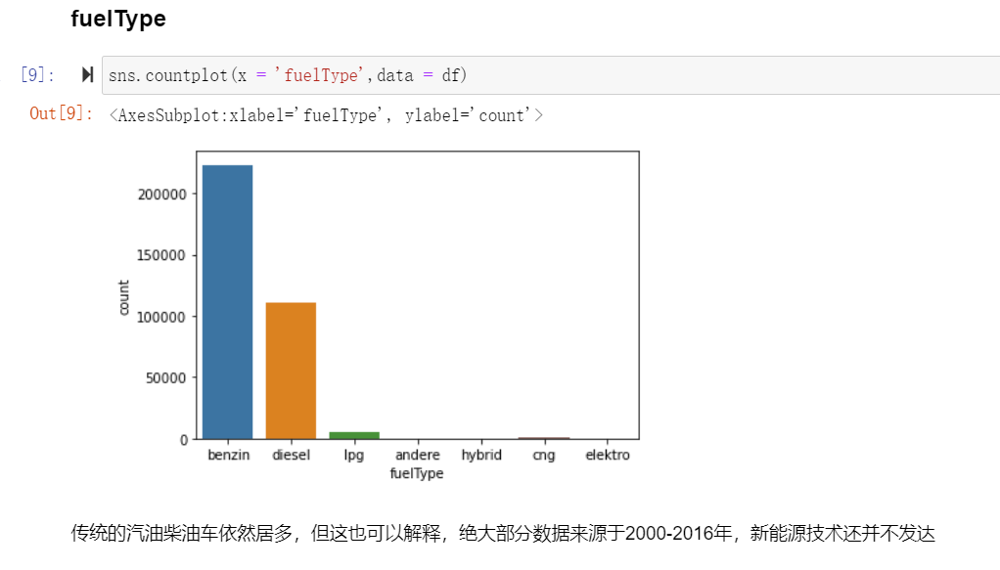 fuelType
[9]:
sns.countplot(x = 'fuelType',data = df)
Out[9]: <AxesSubplot:xlabel='fuelType', ylabel='count'>
200000
150000
100000
50000
0
count
benzin diesel lpg andere hybrid cng elektro
fuelType
传统的汽油柴油车依然居多，但这也可以解释，绝大部分数据来源于2000-2016年，新能源技术还并不发达